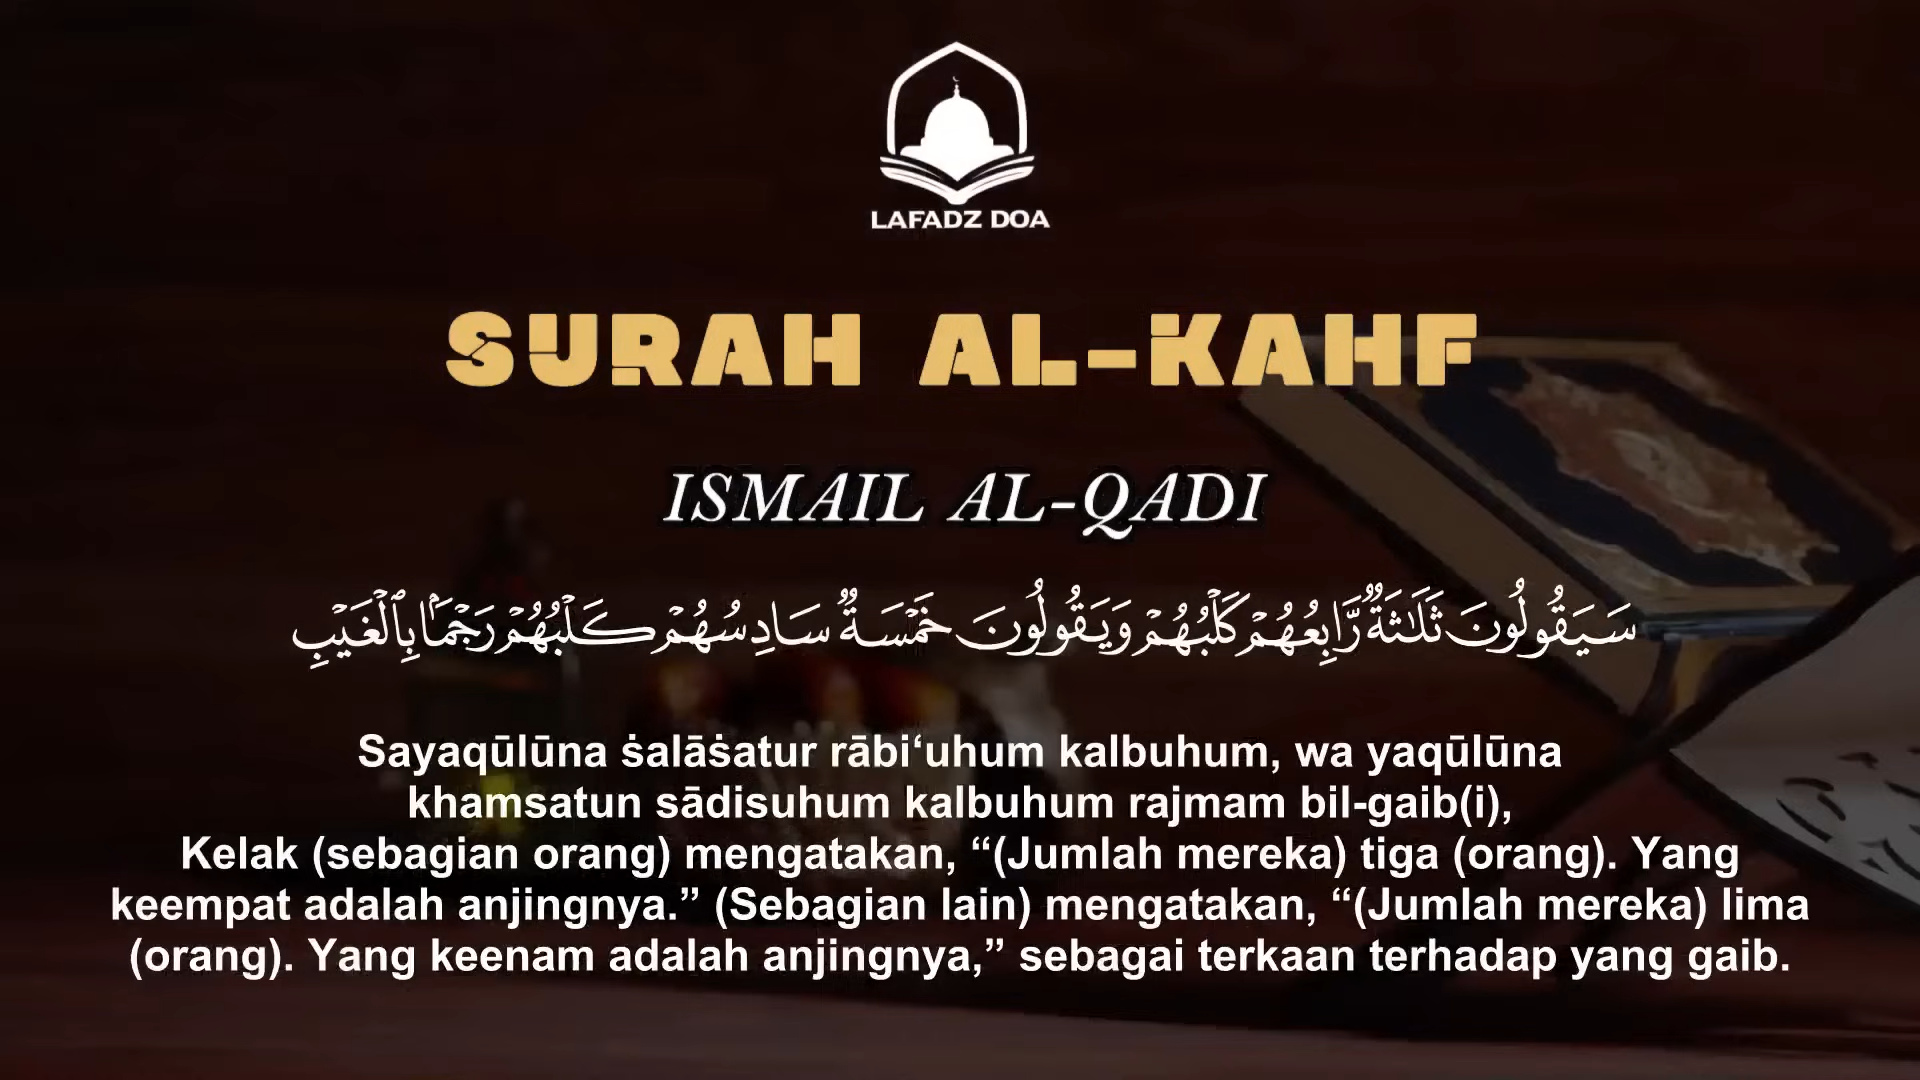 LAFADZ DOA
SURAH AL-KAHF
ISMAIL AL-QADI
سَيَقُولُونَ ثَلَٰثَةٌ رَّابِعُهُمْ كَلْبُهُمْ وَيَقُولُونَ خَمْسَةٌ سَادِسُهُمْ كَلْبُهُمْ رَجْمًۢا بِٱلْغَيْبِ
Sayaqūlūna ṡalāṡatur rābi‘uhum kalbuhum, wa yaqūlūna
khamsatun sādisuhum kalbuhum rajmam bil-gaib(i),
Kelak (sebagian orang) mengatakan, “(Jumlah mereka) tiga (orang). Yang
keempat adalah anjingnya.” (Sebagian lain) mengatakan, “(Jumlah mereka) lima
(orang). Yang keenam adalah anjingnya,” sebagai terkaan terhadap yang gaib.